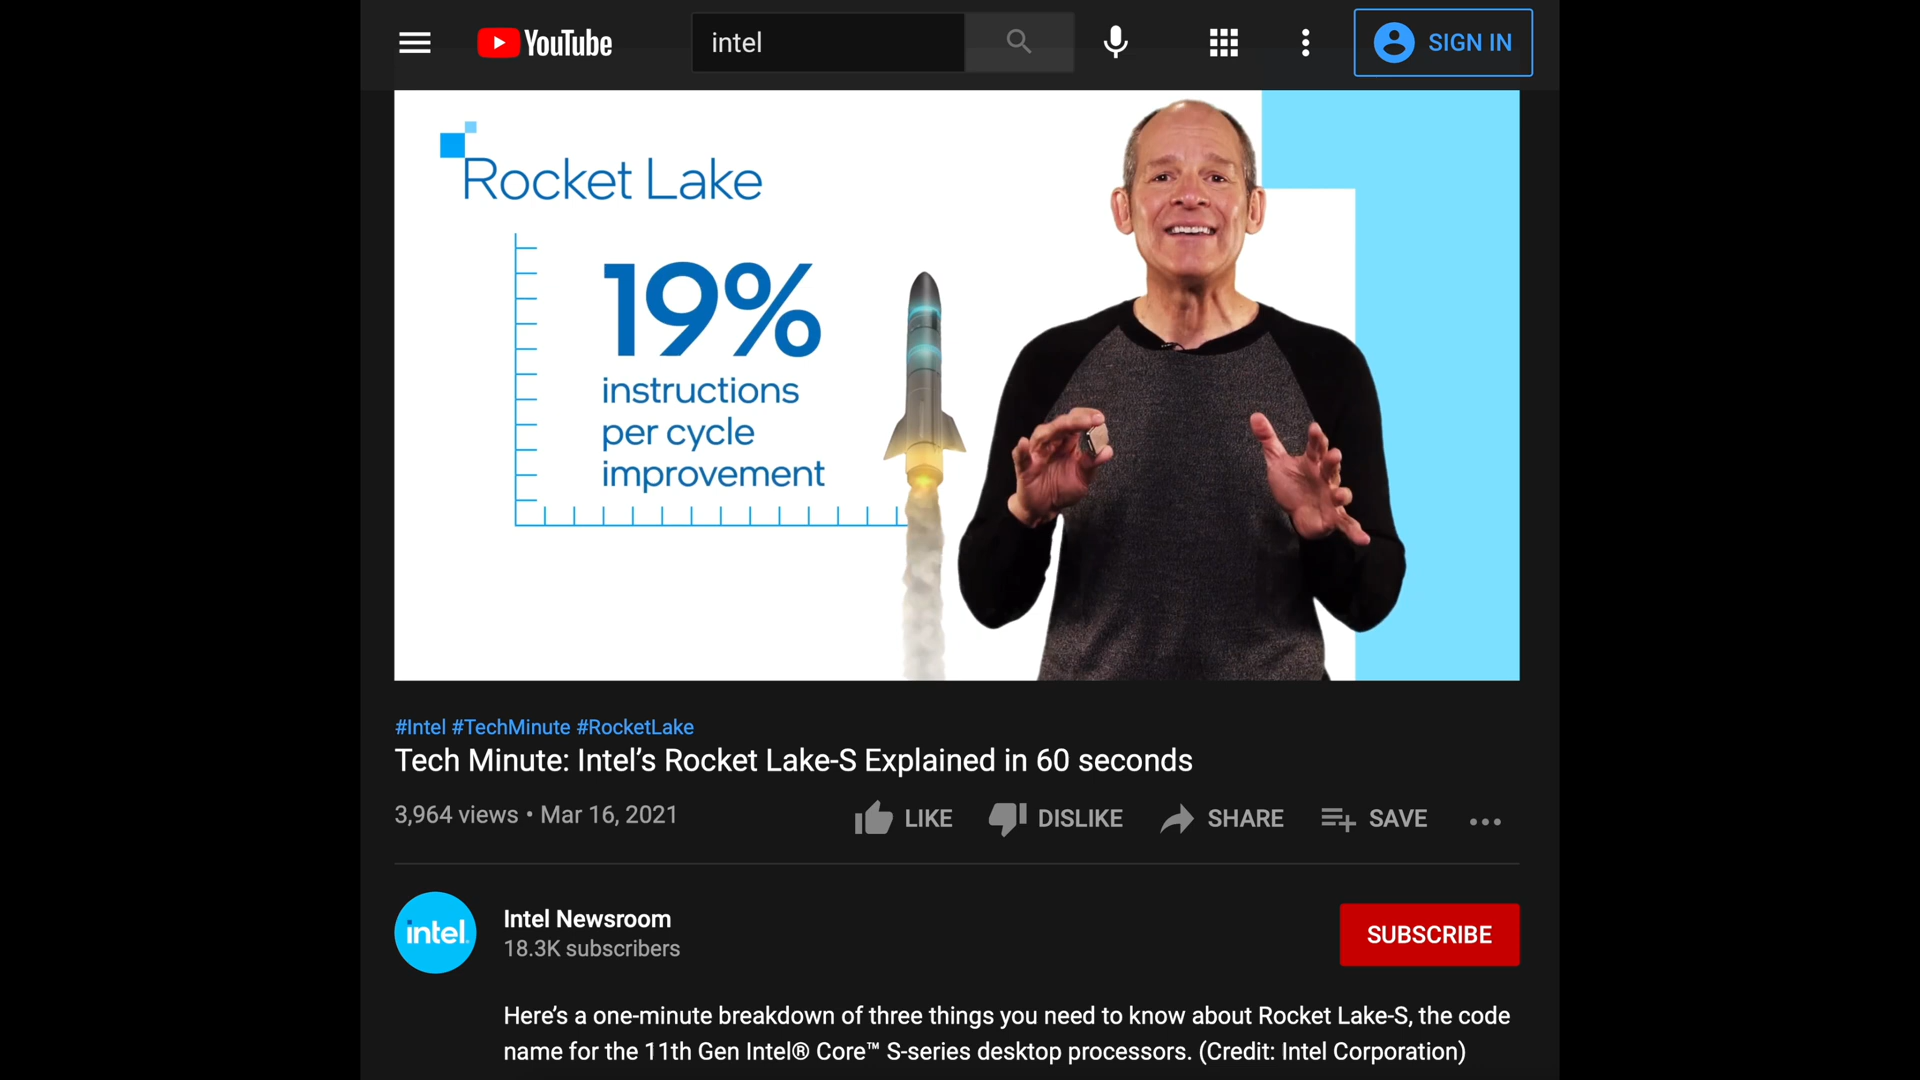 YouTube
intel
SIGN IN
Rocket Lake
19%
instructions
per cycle
improvement
#Intel #TechMinute #RocketLake
Tech Minute: Intel’s Rocket Lake-S Explained in 60 seconds
3,964 views • Mar 16, 2021
LIKE
DISLIKE
SHARE
SAVE
intel.
Intel Newsroom
18.3K subscribers
SUBSCRIBE
Here’s a one-minute breakdown of three things you need to know about Rocket Lake-S, the code
name for the 11th Gen Intel® Core™ S-series desktop processors. (Credit: Intel Corporation)